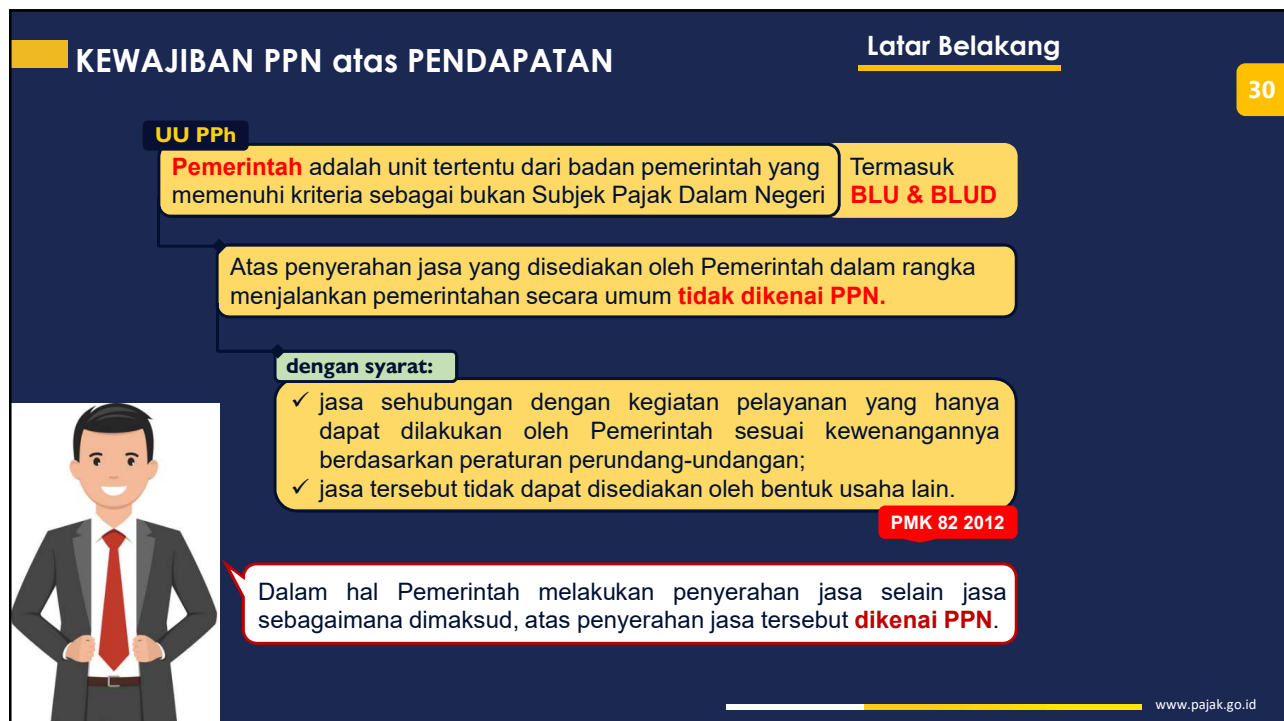 KEWAJIBAN PPN atas PENDAPATAN
Latar Belakang
30
UU PPh
Pemerintah adalah unit tertentu dari badan pemerintah yang
memenuhi kriteria sebagai bukan Subjek Pajak Dalam Negeri
Termasuk
BLU & BLUD
Atas penyerahan jasa yang disediakan oleh Pemerintah dalam rangka
menjalankan pemerintahan secara umum tidak dikenai PPN.
dengan syarat:
✓ jasa sehubungan dengan kegiatan pelayanan yang hanya
dapat dilakukan oleh Pemerintah sesuai kewenangannya
berdasarkan peraturan perundang-undangan;
✓ jasa tersebut tidak dapat disediakan oleh bentuk usaha lain.
PMK 82 2012
Dalam hal Pemerintah melakukan penyerahan jasa selain jasa
sebagaimana dimaksud, atas penyerahan jasa tersebut dikenai PPN.
www.pajak.go.id